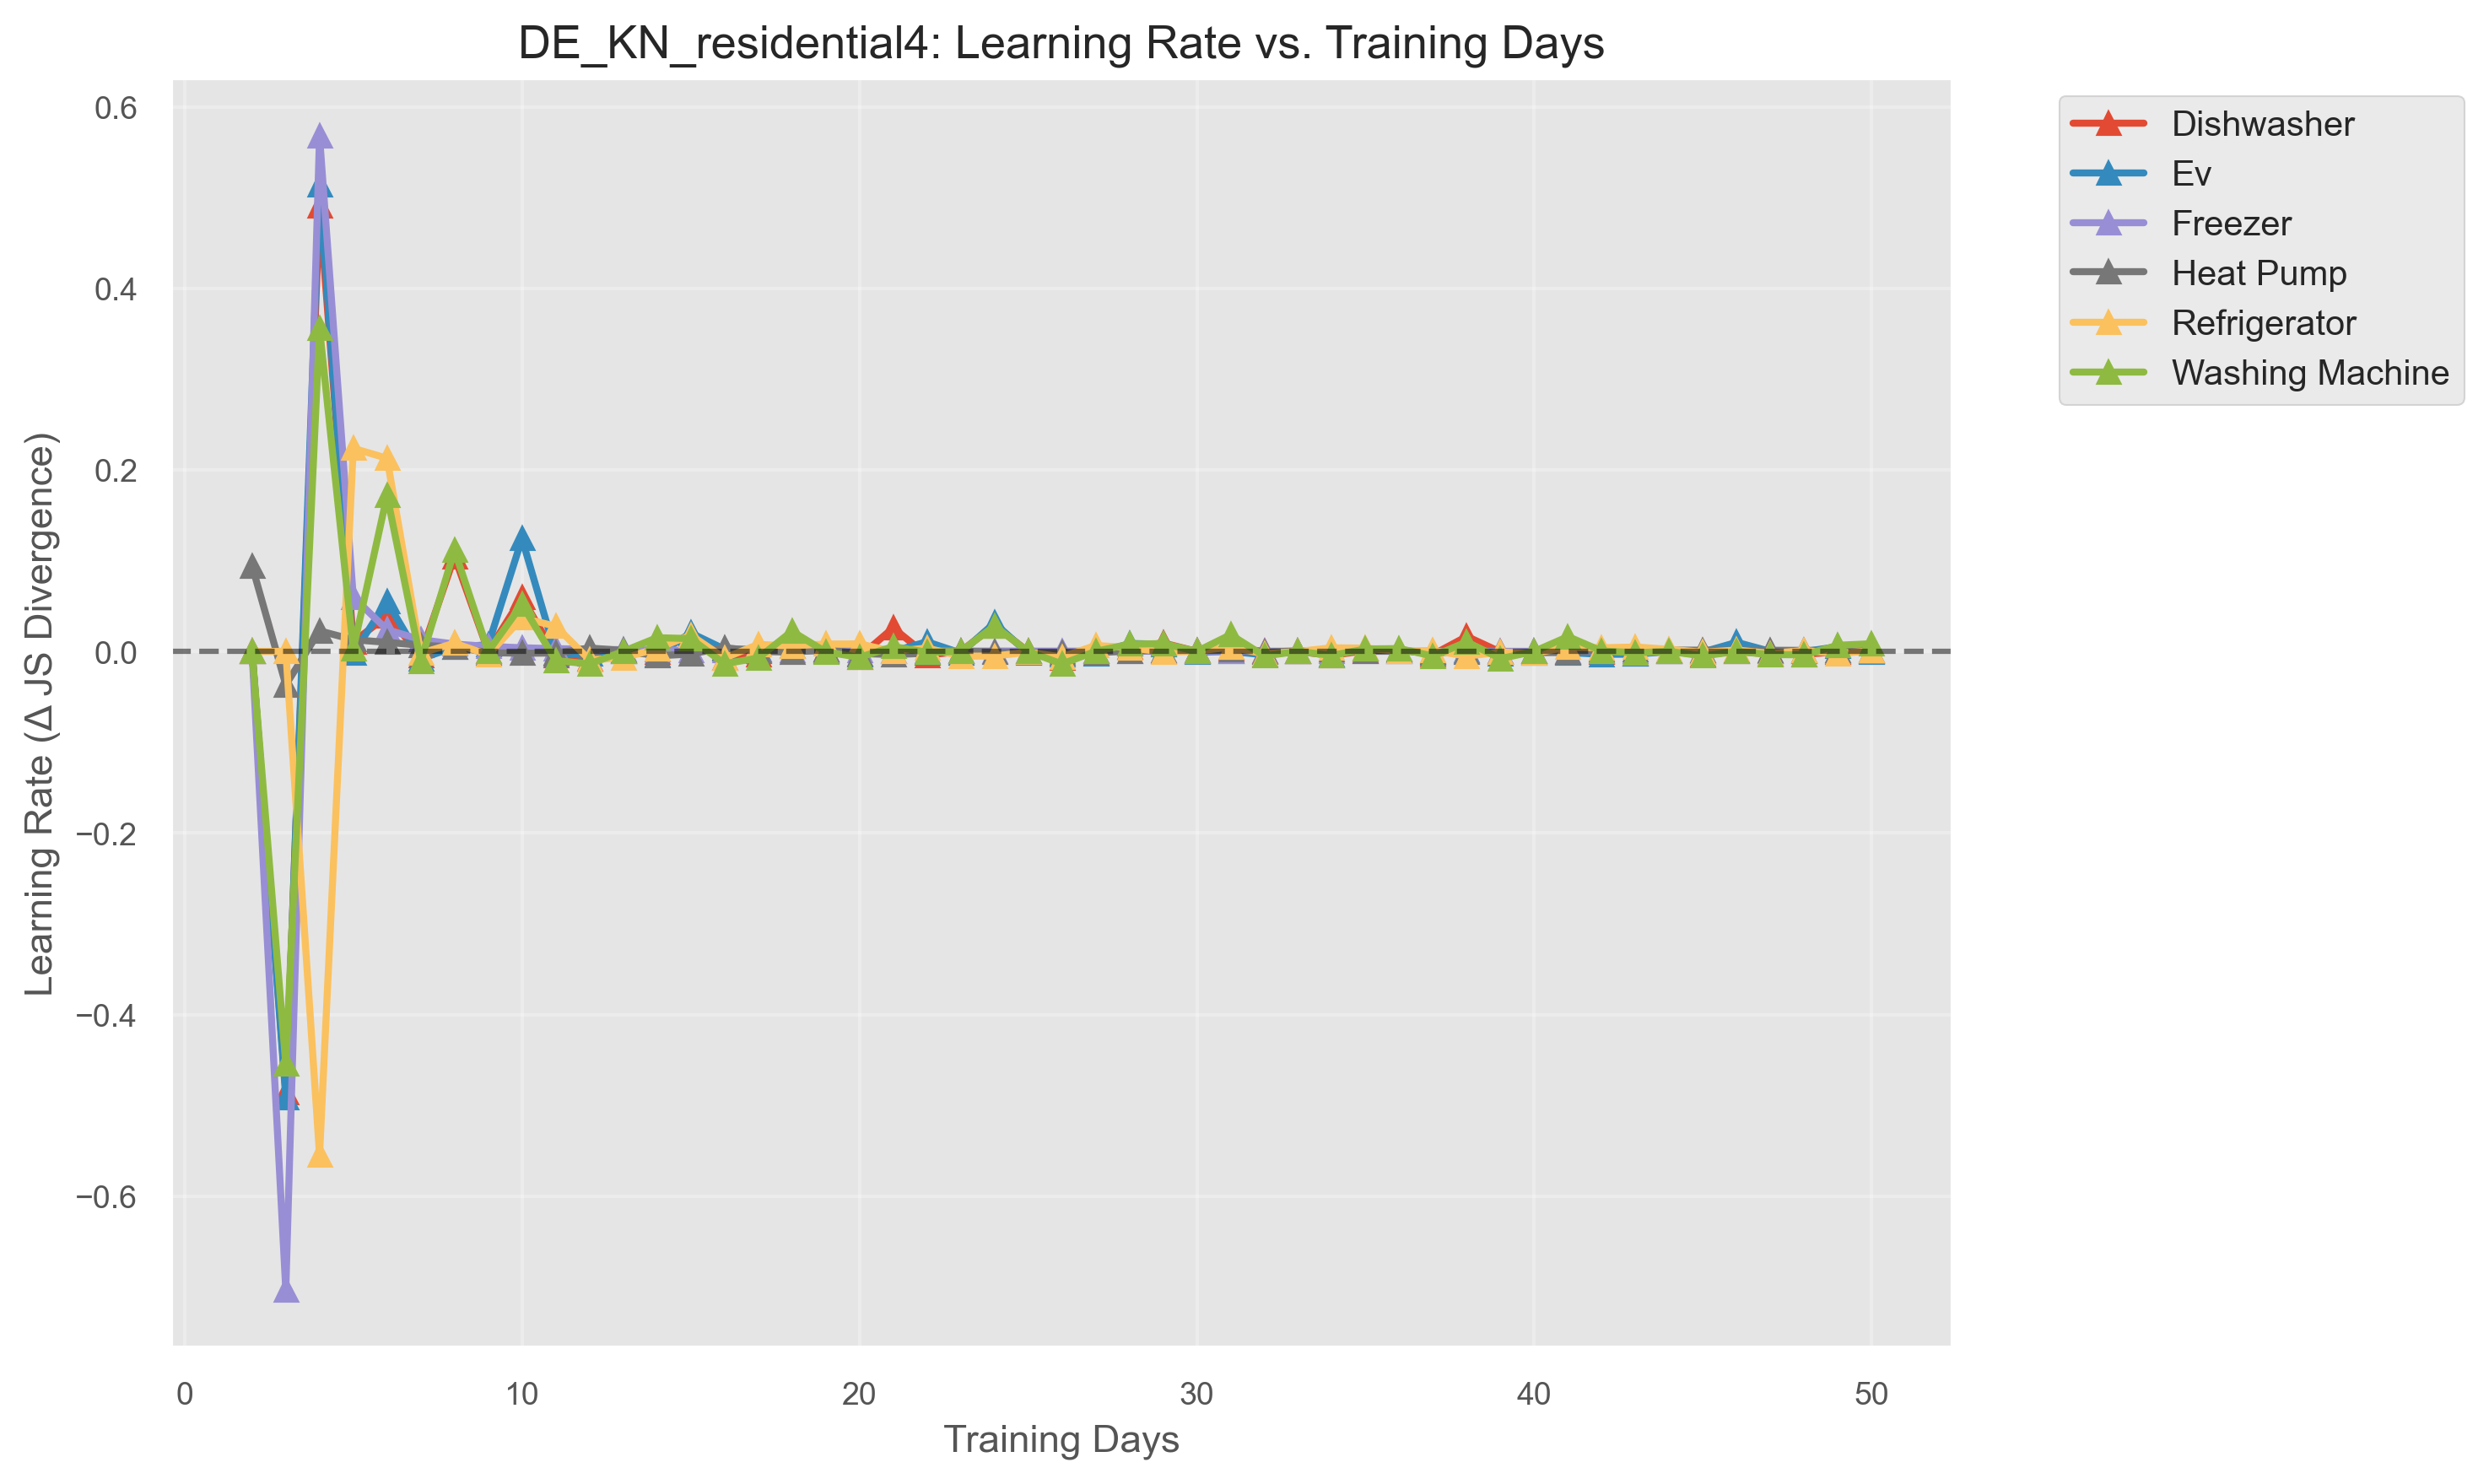 DE_KN_residential4: Learning Rate vs. Training Days
Learning Rate (Δ JS Divergence)
0.6
0.4
0.2
0.0
−0.2
−0.4
−0.6
0
10
20
30
40
50
Training Days
Dishwasher
Ev
Freezer
Heat Pump
Refrigerator
Washing Machine